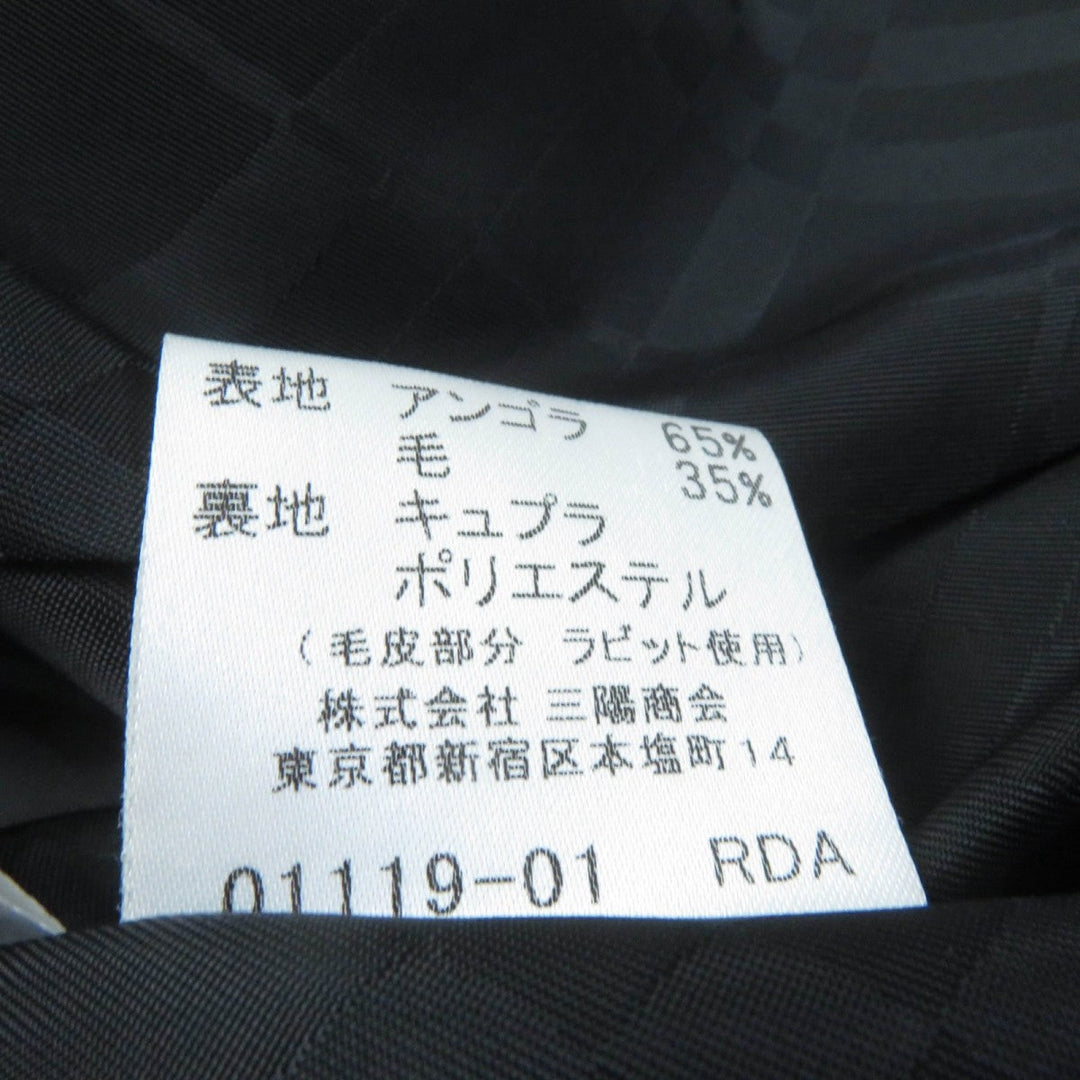 表地 アンゴラ 65%
毛 35%
裏地 キュプラ
ポリエステル
(毛皮部分 ラビット使用)
株式会社 三陽商会
東京都新宿区本塩町14
01119-01 RDA